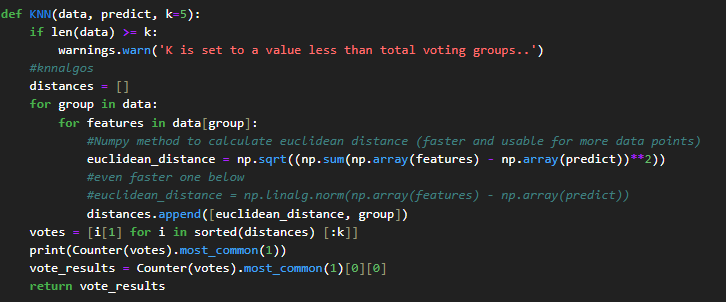 def KNN(data, predict, k=5):
    if len(data) >= k:
        warnings.warn('K is set to a value less than total voting groups..')
    #knnalgos
    distances = []
    for group in data:
        for features in data[group]:
            #Numpy method to calculate euclidean distance (faster and usable for more data points)
            euclidean_distance = np.sqrt((np.sum(np.array(features) - np.array(predict))**2))
            #even faster one below
            #euclidean_distance = np.linalg.norm(np.array(features) - np.array(predict))
            distances.append([euclidean_distance, group])
    votes = [i[1] for i in sorted(distances) [:k]]
    print(Counter(votes).most_common(1))
    vote_results = Counter(votes).most_common(1)[0][0]
    return vote_results